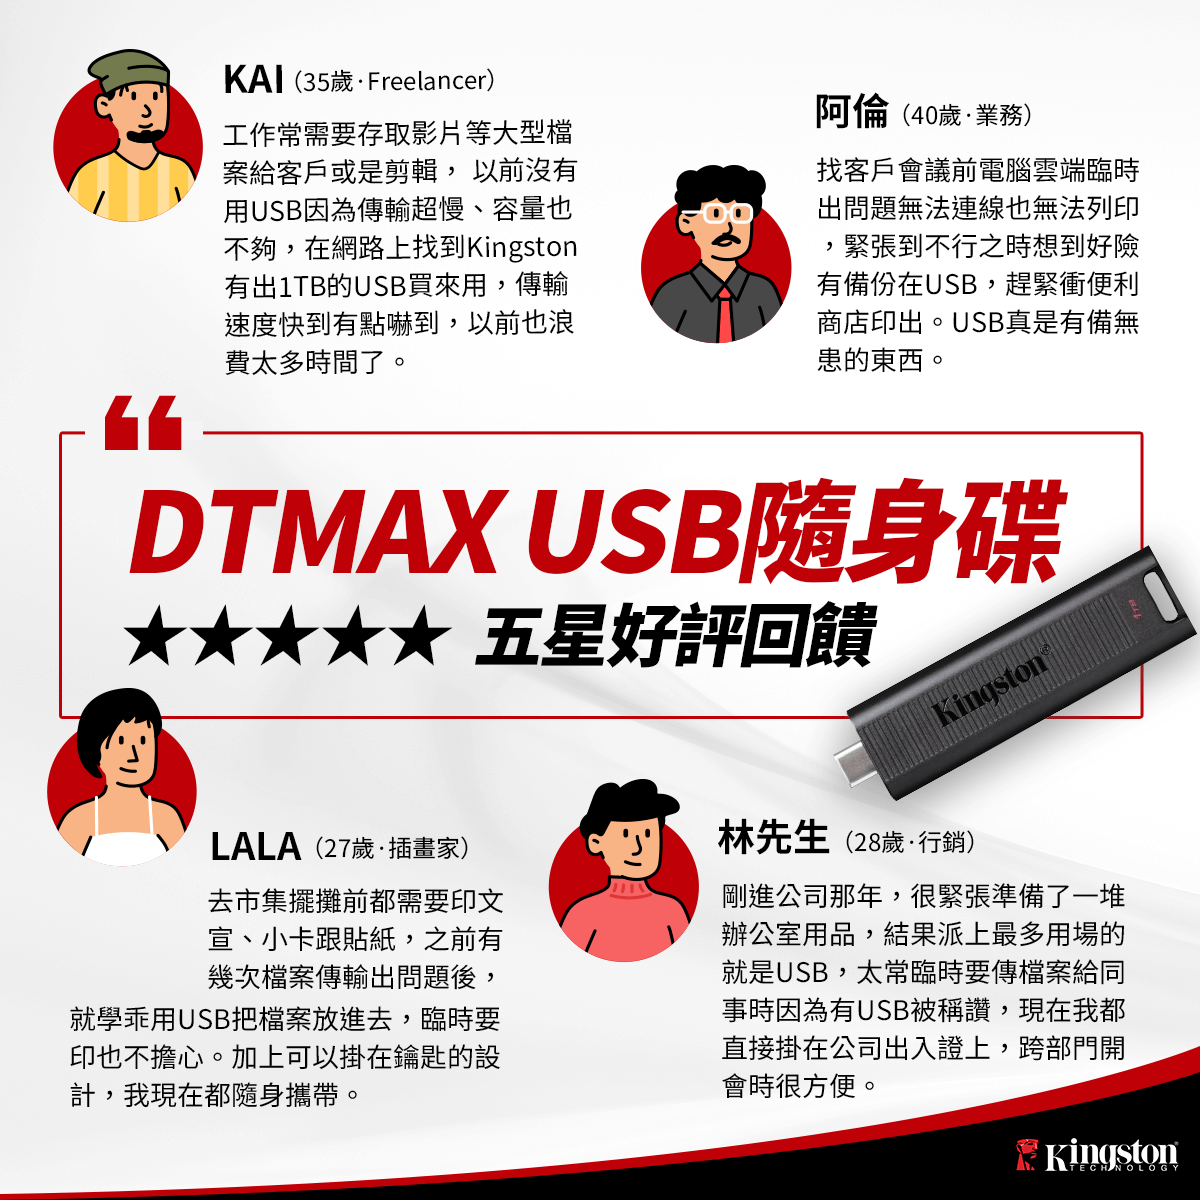 KAI（35歲·Freelancer）
工作常需要存取影片等大型檔
案給客戶或是剪輯， 以前沒有
用USB因為傳輸超慢、容量也
不夠，在網路上找到Kingston
有出1TB的USB買來用，傳輸
速度快到有點嚇到，以前也浪
費太多時間了。
阿倫（40歲·業務）
找客戶會議前電腦雲端臨時
出問題無法連線也無法列印
，緊張到不行之時想到好險
有備份在USB，趕緊衝便利
商店印出。USB真是有備無
患的東西。
“
DTMAX USB隨身碟
★★★★★ 五星好評回饋
1TB
Kingston®
LALA（27歲·插畫家）
去市集擺攤前都需要印文
宣、小卡跟貼紙，之前有
幾次檔案傳輸出問題後，
就學乖用USB把檔案放進去，臨時要
印也不擔心。加上可以掛在鑰匙的設
計，我現在都隨身攜帶。
林先生（28歲·行銷）
剛進公司那年，很緊張準備了一堆
辦公室用品，結果派上最多用場的
就是USB，太常臨時要傳檔案給同
事時因為有USB被稱讚，現在我都
直接掛在公司出入證上，跨部門開
會時很方便。
Kingston®
TECHNOLOGY